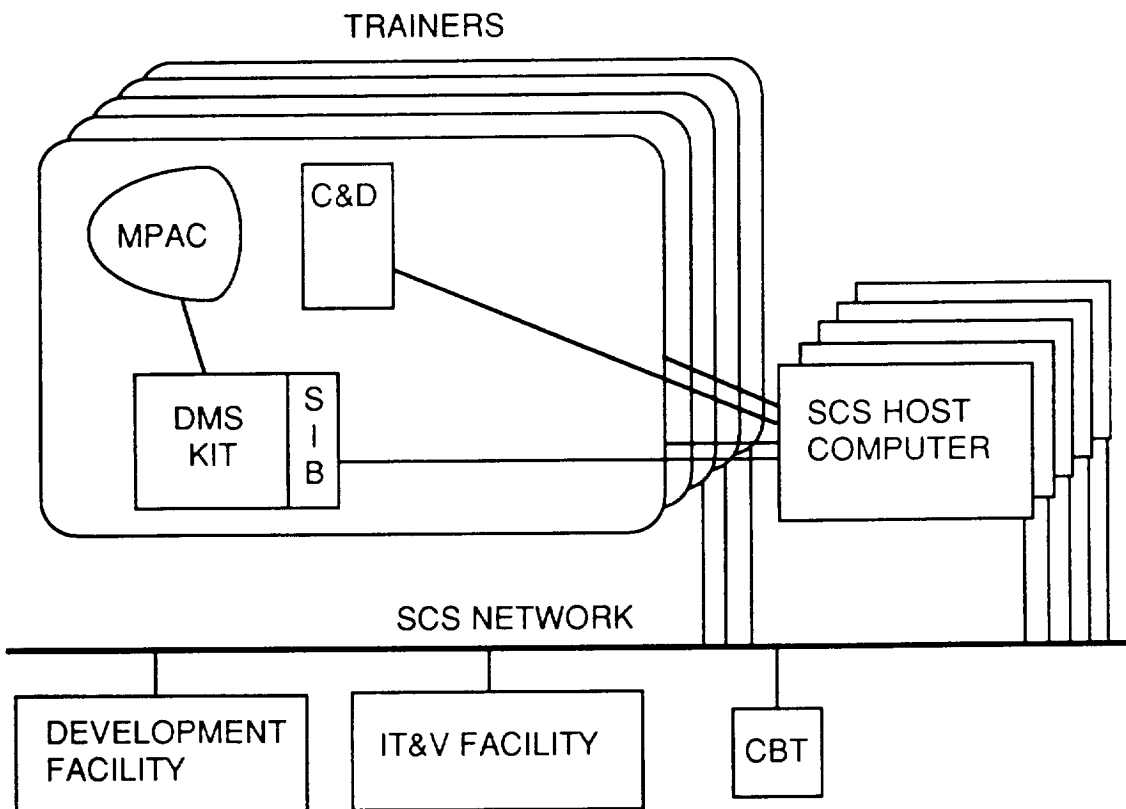 TRAINERS
MPAC
C&D
DMS
KIT
S
I
B
SCS HOST
COMPUTER
SCS NETWORK
DEVELOPMENT
FACILITY
IT&V FACILITY
CBT